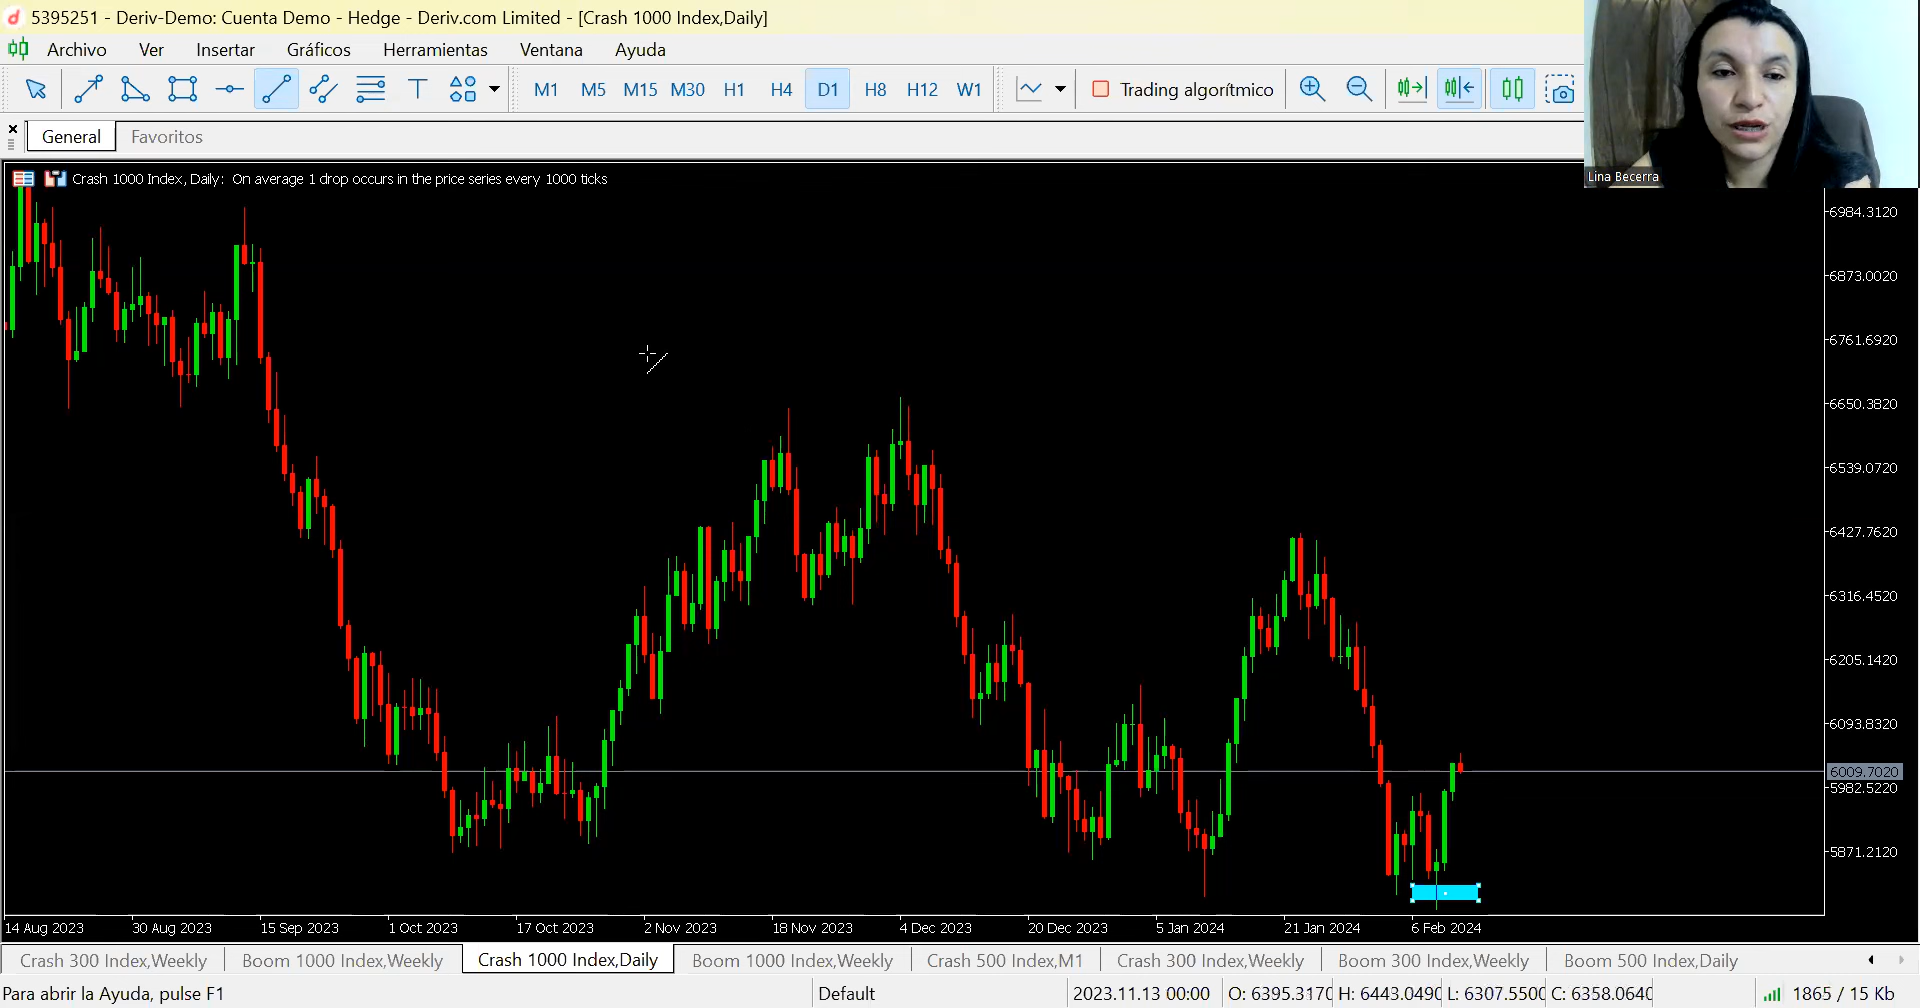 5395251 - Deriv-Demo: Cuenta Demo - Hedge - Deriv.com Limited - [Crash 1000 Index,Daily]
Archivo Ver Insertar Gráficos Herramientas Ventana Ayuda
T M1 M5 M15 M30 H1 H4 D1 H8 H12 W1 Trading algorítmico
General Favoritos
Lina Becerra
Crash 1000 Index, Daily: On average 1 drop occurs in the price series every 1000 ticks
6984.3120
6873.0020
6761.6920
6650.3820
6539.0720
6427.7620
6316.4520
6205.1420
6093.8320
6009.7020
5982.5220
5871.2120
14 Aug 2023 30 Aug 2023 15 Sep 2023 1 Oct 2023 17 Oct 2023 2 Nov 2023 18 Nov 2023 4 Dec 2023 20 Dec 2023 5 Jan 2024 21 Jan 2024 6 Feb 2024
Crash 300 Index,Weekly Boom 1000 Index,Weekly Crash 1000 Index,Daily Boom 1000 Index,Weekly Crash 500 Index,M1 Crash 300 Index,Weekly Boom 300 Index,Weekly Boom 500 Index,Daily
Para abrir la Ayuda, pulse F1 Default 2023.11.13 00:00 O: 6395.3170 H: 6443.0490 L: 6307.5500 C: 6358.0640 1865 / 15 Kb